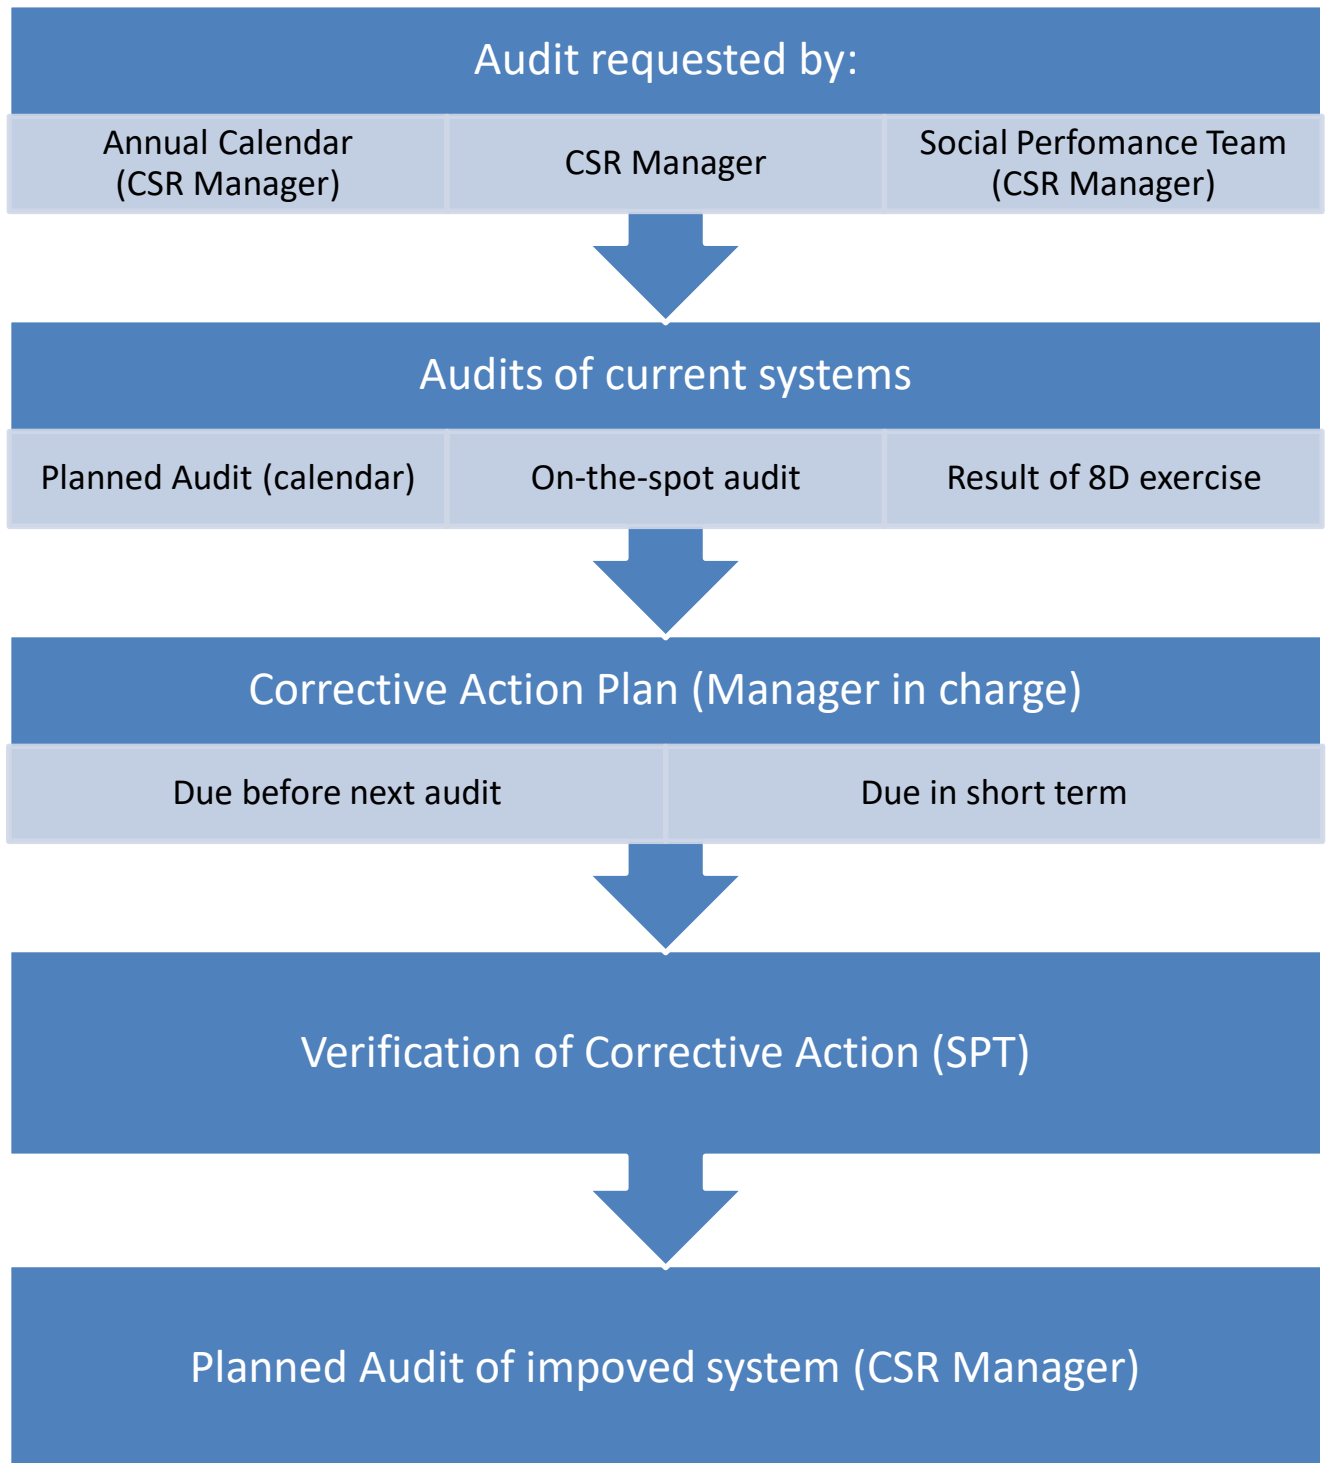 Audit requested by:
Annual Calendar
(CSR Manager)
CSR Manager
Social Perfomance Team
(CSR Manager)
Audits of current systems
Planned Audit (calendar)
On-the-spot audit
Result of 8D exercise
Corrective Action Plan (Manager in charge)
Due before next audit
Due in short term
Verification of Corrective Action (SPT)
Planned Audit of impoved system (CSR Manager)